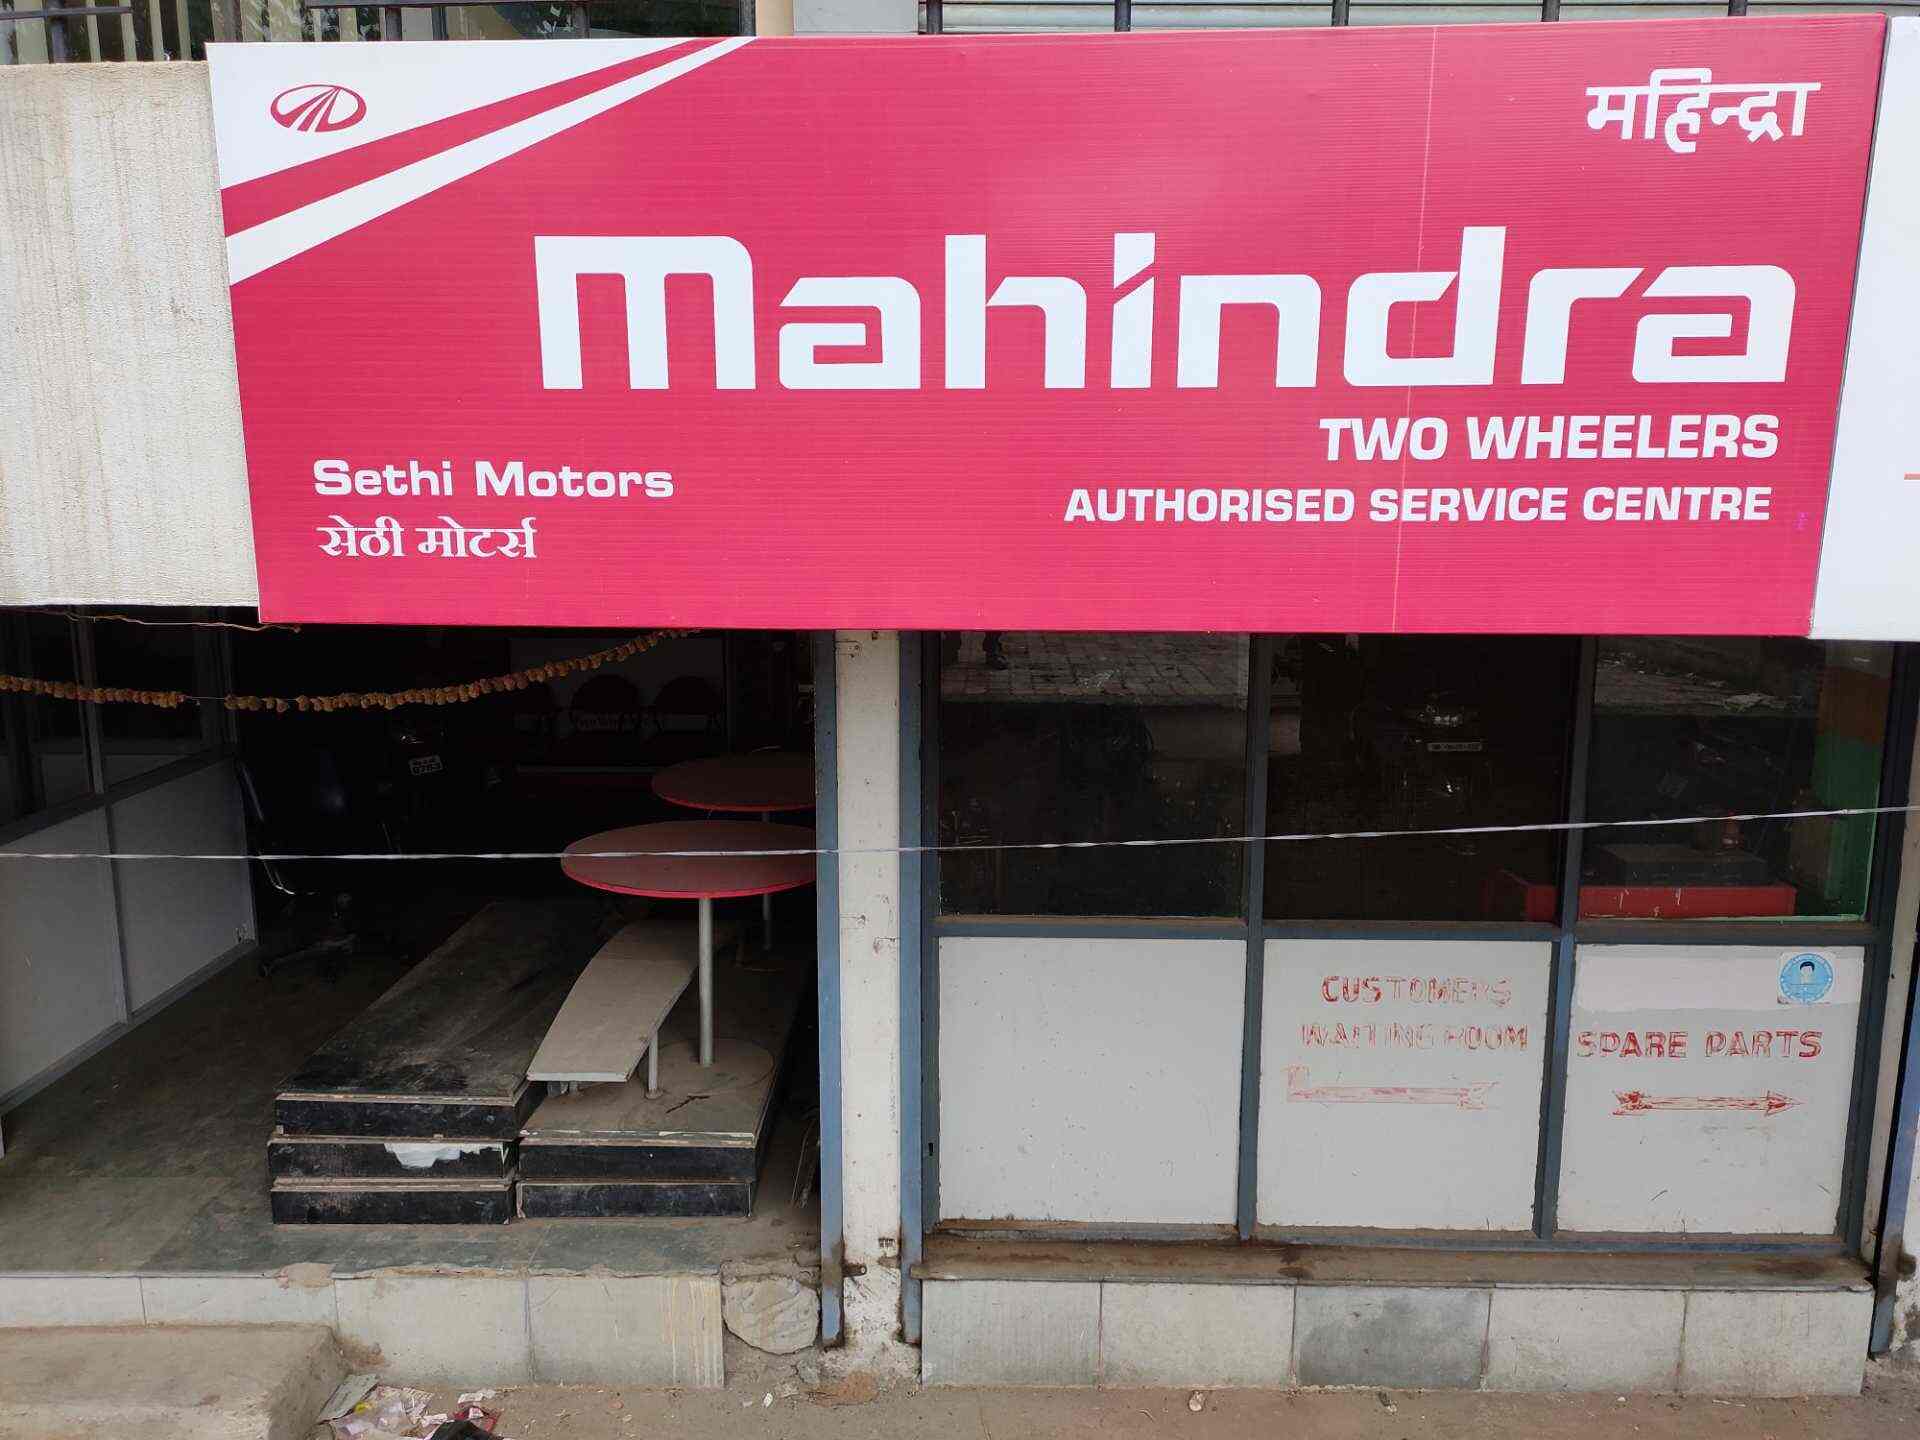 महिन्द्रा
Mahindra
TWO WHEELERS
AUTHORISED SERVICE CENTRE
Sethi Motors
सेठी मोटर्स
CUSTOMERS
WAITING ROOM
SPARE PARTS